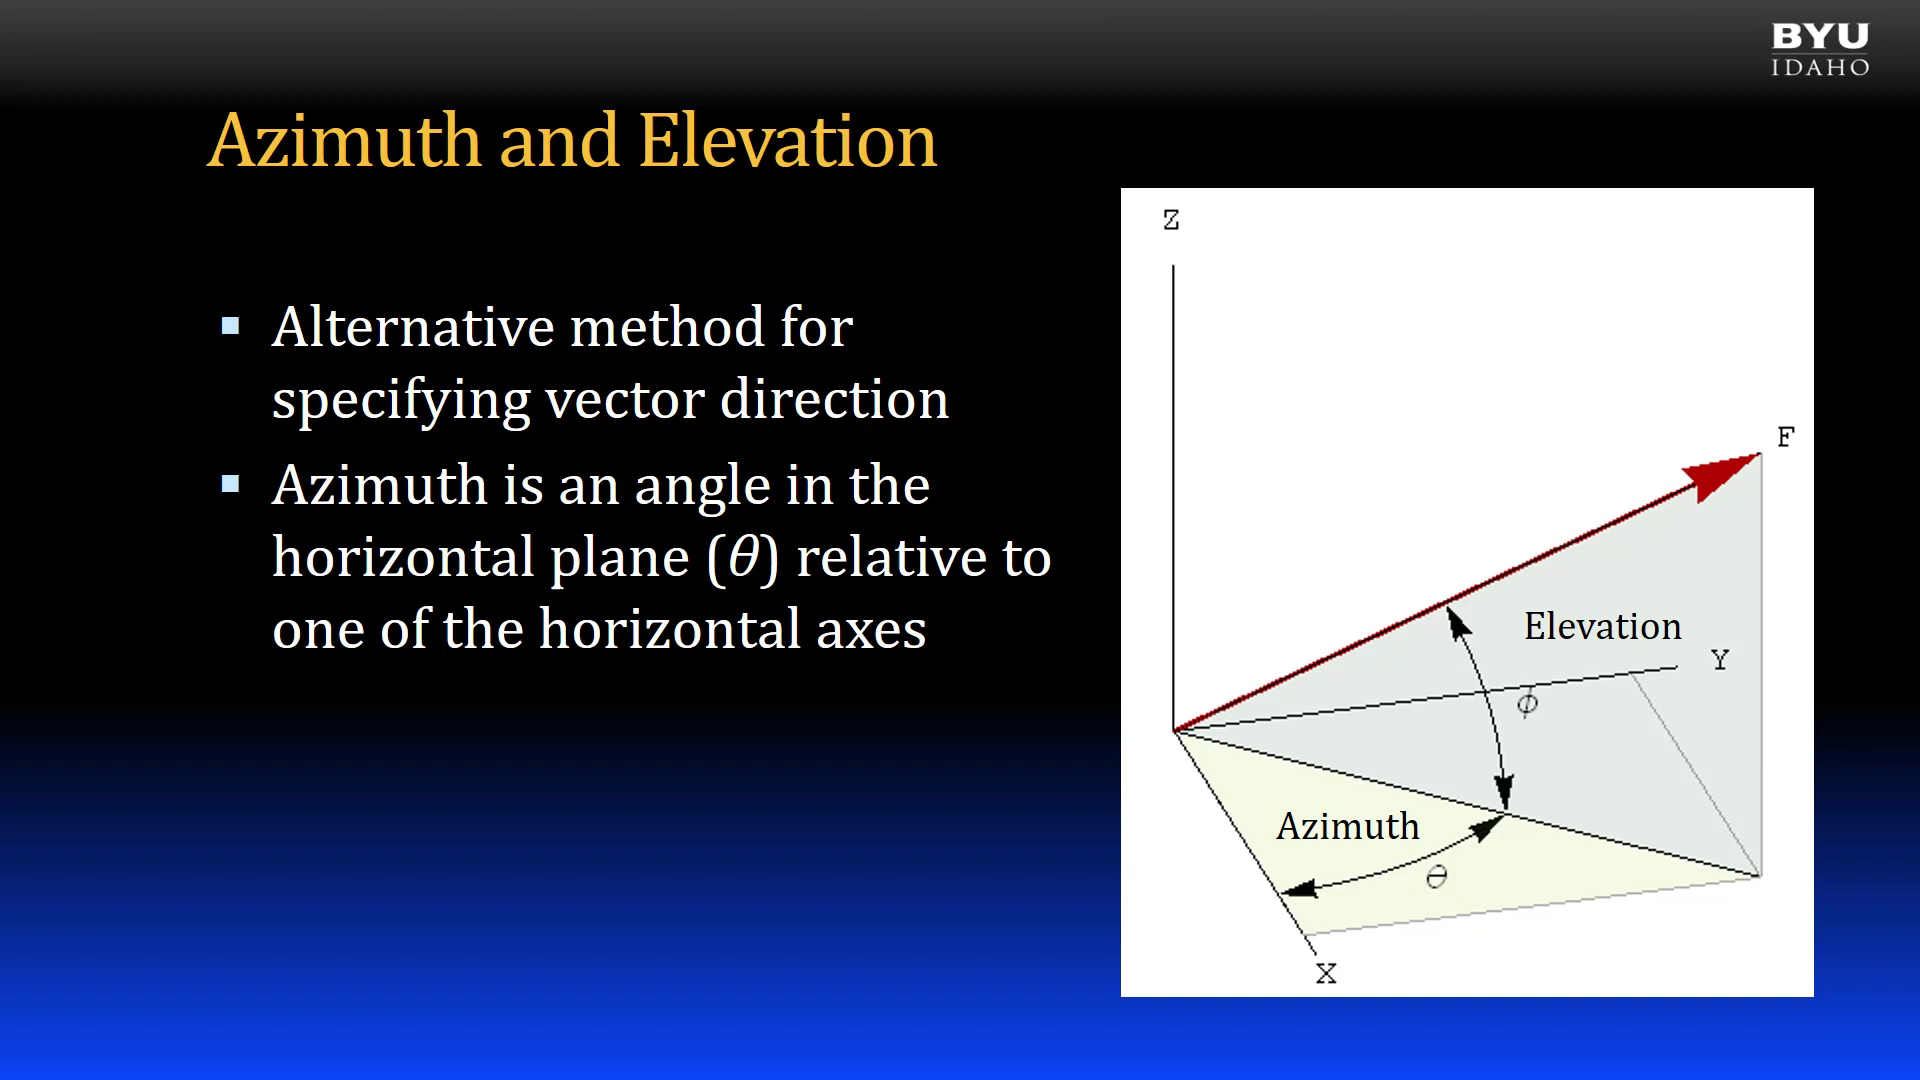 BYU
IDAHO
Azimuth and Elevation
Alternative method for
specifying vector direction
Azimuth is an angle in the
horizontal plane (θ) relative to
one of the horizontal axes
Z
F
Elevation
Y
ϕ
Azimuth
θ
X